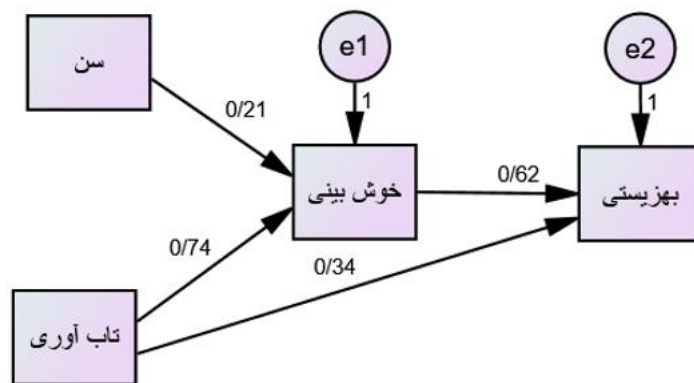 سن
e1
e2
0/21
1
1
خوش بینی
0/62
بهزیستی
0/74
0/34
تاب آوری